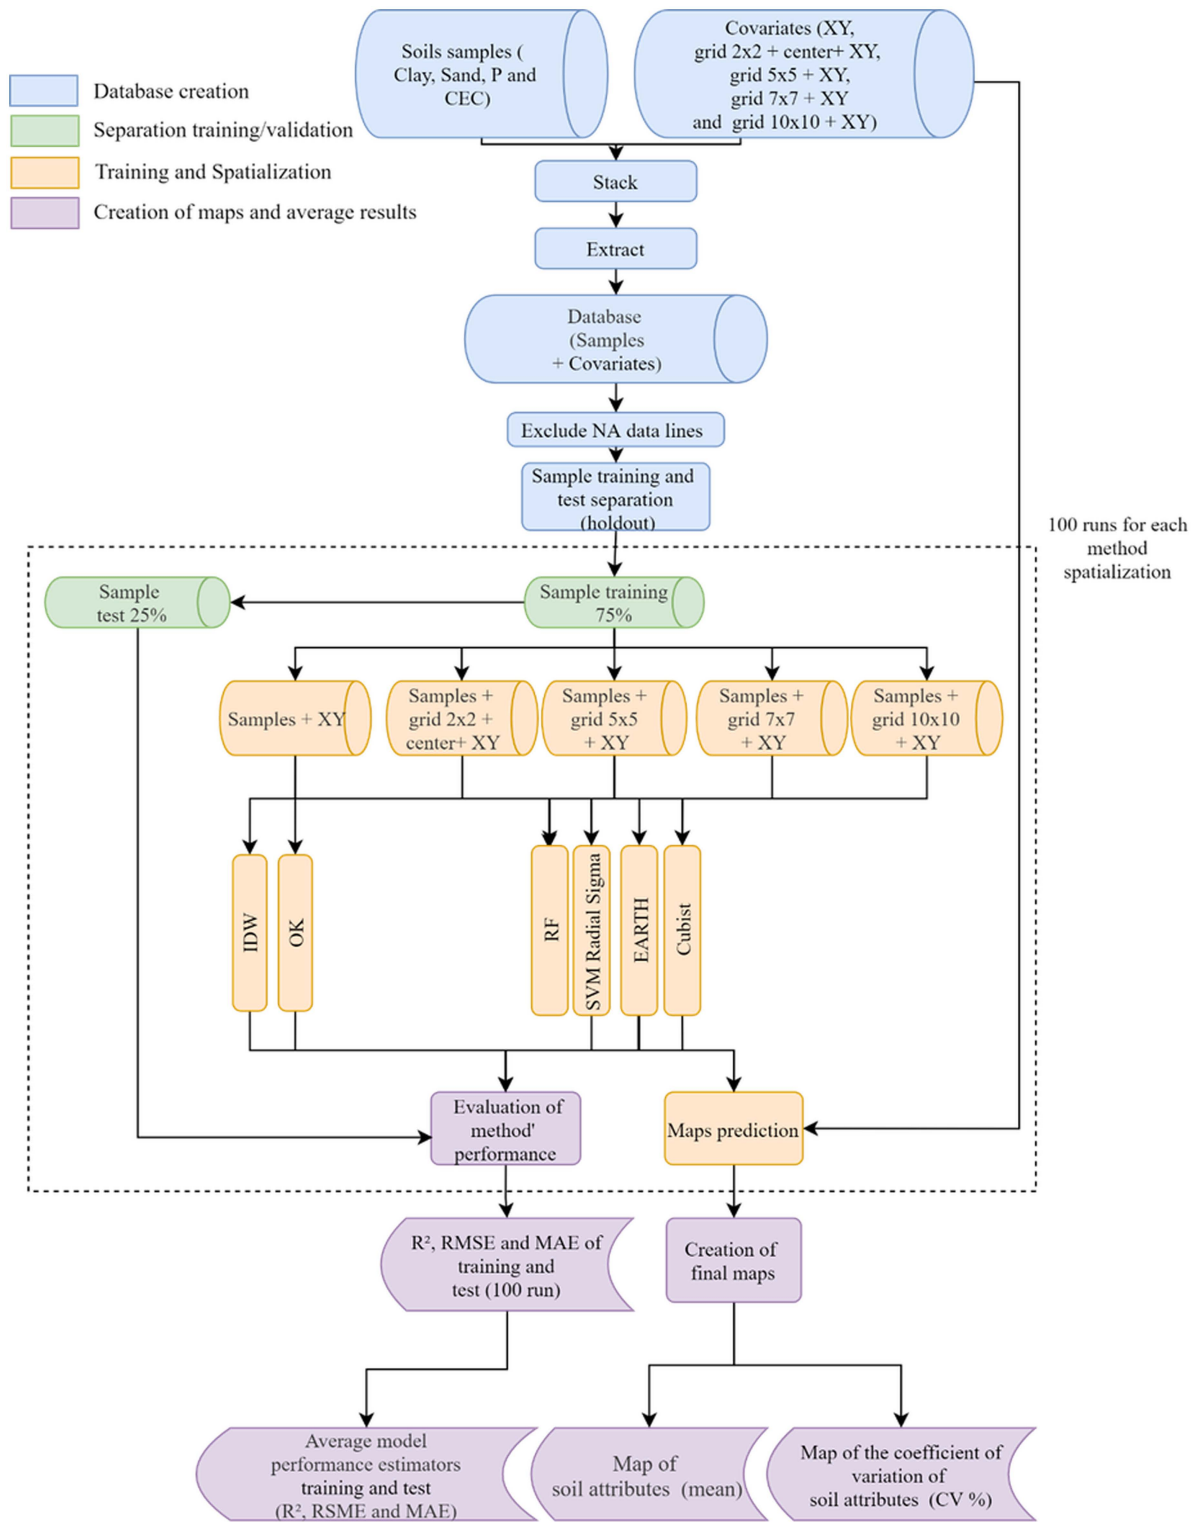 Soils samples (
Clay, Sand, P and
CEC)
Covariates (XY,
grid 2x2 + center+ XY,
grid 5x5 + XY,
grid 7x7 + XY
and grid 10x10 + XY)
Database creation
Separation training/validation
Training and Spatialization
Creation of maps and average results
Stack
Extract
Database
(Samples
+ Covariates)
Exclude NA data lines
Sample training and
test separation
(holdout)
100 runs for each
method
spatialization
Sample
test 25%
Sample training
75%
Samples + XY
Samples +
grid 2x2 +
center+ XY
Samples +
grid 5x5
+ XY
Samples +
grid 7x7
+ XY
Samples +
grid 10x10
+ XY
IDW
OK
RF
SVM Radial Sigma
EARTH
Cubist
Evaluation of
method'
performance
Maps prediction
R², RMSE and MAE of
training and
test (100 run)
Creation of
final maps
Average model
performance estimators
training and test
(R², RSME and MAE)
Map of
soil attributes (mean)
Map of the coefficient of
variation of
soil attributes (CV %)